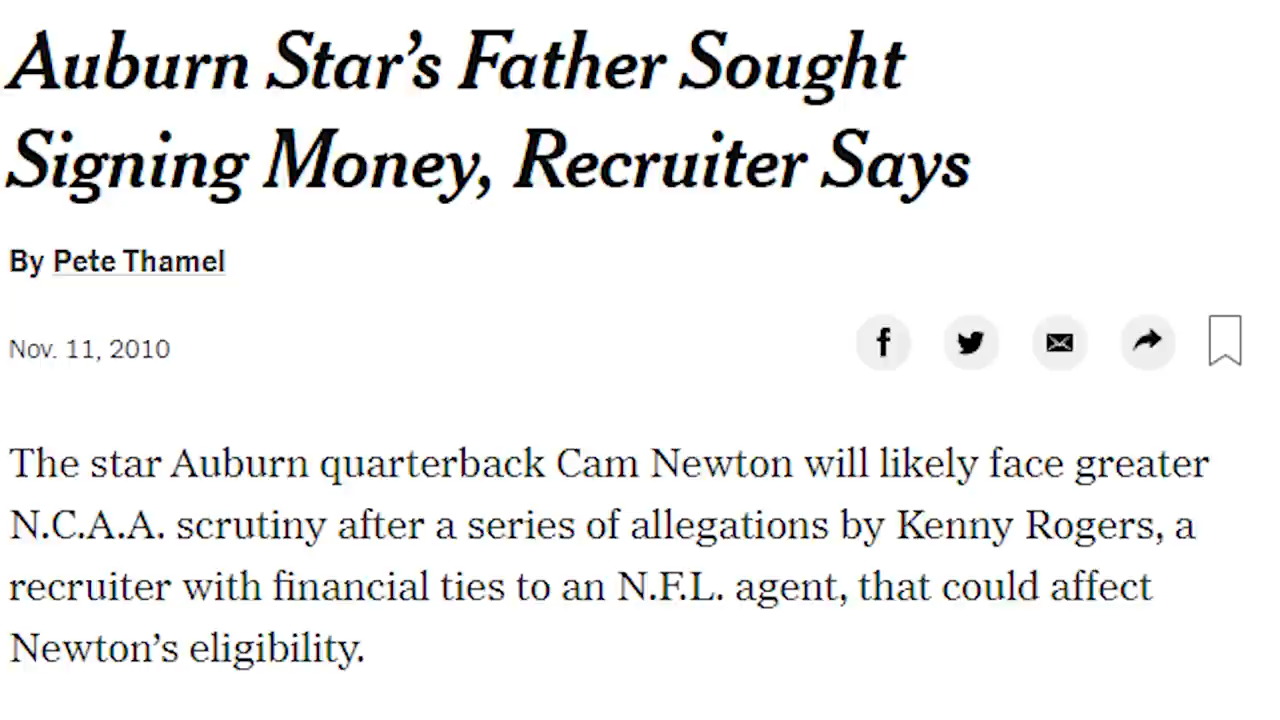 Auburn Star’s Father Sought
Signing Money, Recruiter Says
By Pete Thamel
Nov. 11, 2010
The star Auburn quarterback Cam Newton will likely face greater
N.C.A.A. scrutiny after a series of allegations by Kenny Rogers, a
recruiter with financial ties to an N.F.L. agent, that could affect
Newton’s eligibility.